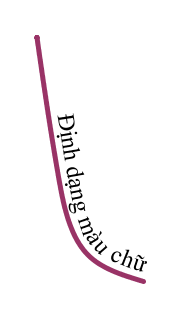 Định dạng màu chữ